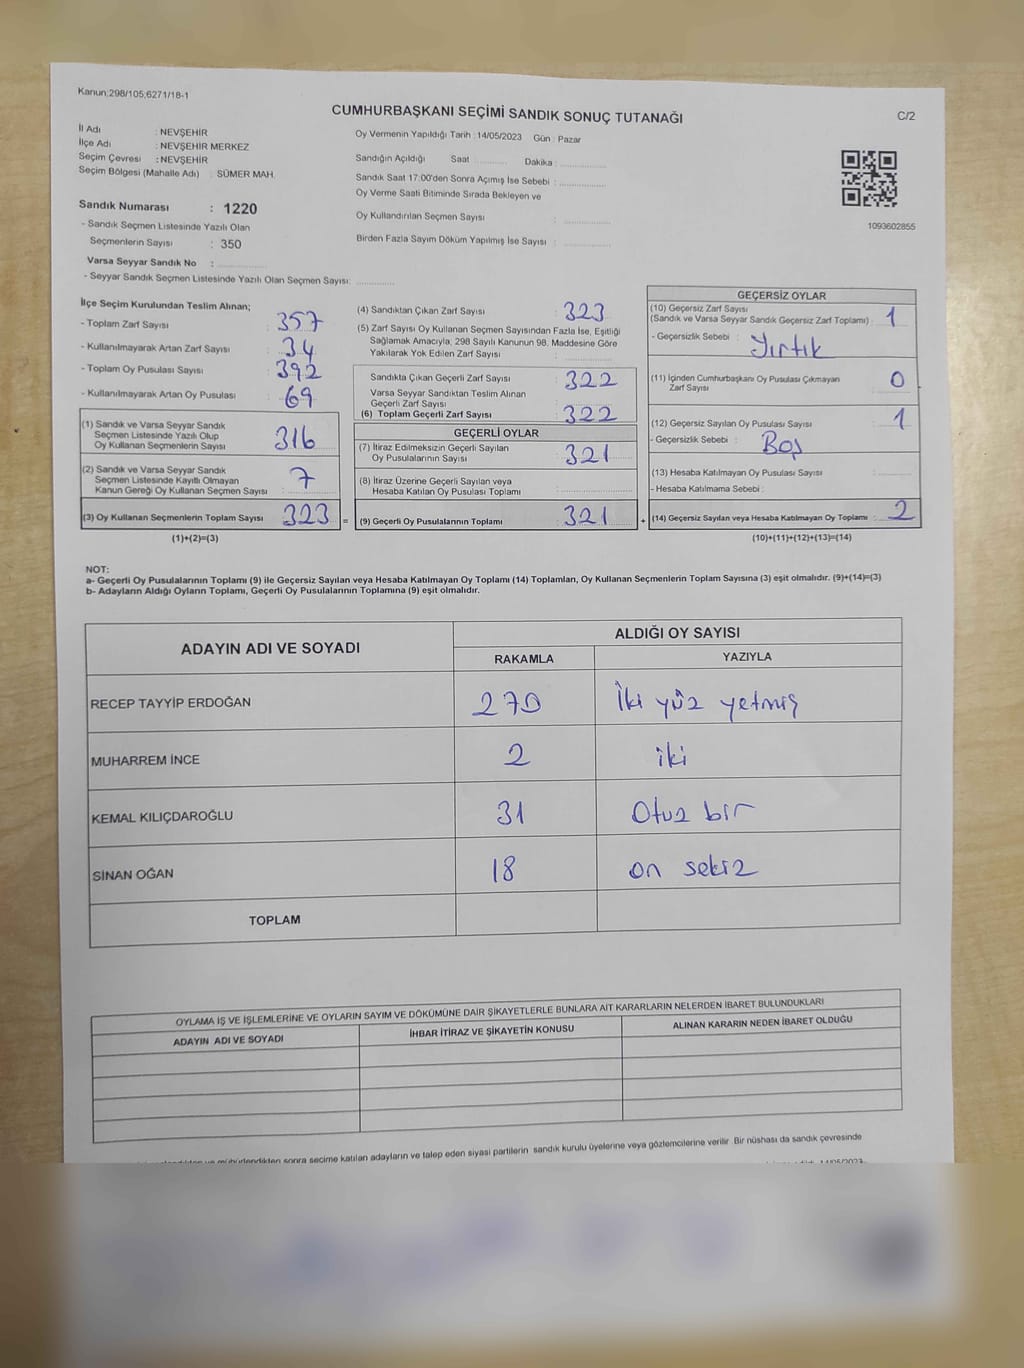 Kanun:298/105;6271/18-1
CUMHURBAŞKANI SEÇİMİ SANDIK SONUÇ TUTANAĞI
C/2
İl Adı : NEVŞEHİR
İlçe Adı : NEVŞEHİR MERKEZ
Seçim Çevresi : NEVŞEHİR
Seçim Bölgesi (Mahalle Adı) : SÜMER MAH.
Sandık Numarası : 1220
- Sandık Seçmen Listesinde Yazılı Olan
Seçmenlerin Sayısı : 350
Varsa Seyyar Sandık No :
- Seyyar Sandık Seçmen Listesinde Yazılı Olan Seçmen Sayısı:
Oy Vermenin Yapıldığı Tarih : 14/05/2023 Gün : Pazar
Sandığın Açıldığı Saat Dakika :
Sandık Saat 17:00'den Sonra Açımış İse Sebebi :
Oy Verme Saati Bitiminde Sırada Bekleyen ve
Oy Kullandırılan Seçmen Sayısı :
Birden Fazla Sayım Döküm Yapılmış İse Sayısı :
1093602855
İlçe Seçim Kurulundan Teslim Alınan;
- Toplam Zarf Sayısı : 357
- Kullanılmayarak Artan Zarf Sayısı : 34
- Toplam Oy Pusulası Sayısı : 392
- Kullanılmayarak Artan Oy Pusulası : 69
(1) Sandık ve Varsa Seyyar Sandık
Seçmen Listesinde Yazılı Olup
Oy Kullanan Seçmenlerin Sayısı : 316
(2) Sandık ve Varsa Seyyar Sandık
Seçmen Listesinde Kayıtlı Olmayan
Kanun Gereği Oy Kullanan Seçmen Sayısı : 7
(3) Oy Kullanan Seçmenlerin Toplam Sayısı : 323 =
(1)+(2)=(3)
(4) Sandıktan Çıkan Zarf Sayısı : 323
(5) Zarf Sayısı Oy Kullanan Seçmen Sayısından Fazla İse, Eşitliği
Sağlamak Amacıyla, 298 Sayılı Kanunun 98. Maddesine Göre
Yakılarak Yok Edilen Zarf Sayısı :
Sandıkta Çıkan Geçerli Zarf Sayısı : 322
Varsa Seyyar Sandıktan Teslim Alınan
Geçerli Zarf Sayısı :
(6) Toplam Geçerli Zarf Sayısı : 322
GEÇERLİ OYLAR
(7) İtiraz Edilmeksizin Geçerli Sayılan
Oy Pusulalarının Sayısı : 321
(8) İtiraz Üzerine Geçerli Sayılan veya
Hesaba Katılan Oy Pusulası Toplamı :
(9) Geçerli Oy Pusulalarının Toplamı : 321 +
GEÇERSİZ OYLAR
(10) Geçersiz Zarf Sayısı
(Sandık ve Varsa Seyyar Sandık Geçersiz Zarf Toplamı) : 1
- Geçersizlik Sebebi : Yırtık
(11) İçinden Cumhurbaşkanı Oy Pusulası Çıkmayan
Zarf Sayısı : 0
(12) Geçersiz Sayılan Oy Pusulası Sayısı : 1
- Geçersizlik Sebebi : Boş
(13) Hesaba Katılmayan Oy Pusulası Sayısı :
- Hesaba Katılmama Sebebi :
(14) Geçersiz Sayılan veya Hesaba Katılmayan Oy Toplamı : 2
(10)+(11)+(12)+(13)=(14)
NOT:
a- Geçerli Oy Pusulalarının Toplamı (9) ile Geçersiz Sayılan veya Hesaba Katılmayan Oy Toplamı (14) Toplamları, Oy Kullanan Seçmenlerin Toplam Sayısına (3) eşit olmalıdır. (9)+(14)=(3)
b- Adayların Aldığı Oyların Toplamı, Geçerli Oy Pusulalarının Toplamına (9) eşit olmalıdır.
ADAYIN ADI VE SOYADI
ALDIĞI OY SAYISI
RAKAMLA YAZIYLA
RECEP TAYYİP ERDOĞAN 270 İki yüz yetmiş
MUHARREM İNCE 2 iki
KEMAL KILIÇDAROĞLU 31 Otuz bir
SİNAN OĞAN 18 on sekiz
TOPLAM
OYLAMA İŞ VE İŞLEMLERİNE VE OYLARIN SAYIM VE DÖKÜMÜNE DAİR ŞİKAYETLERLE BUNLARA AİT KARARLARIN NELERDEN İBARET BULUNDUKLARI
ADAYIN ADI VE SOYADI İHBAR İTİRAZ VE ŞİKAYETİN KONUSU ALINAN KARARIN NEDEN İBARET OLDUĞU
mühürlendikten sonra seçime katılan adayların ve talep eden siyasi partilerin sandık kurulu üyelerine veya gözlemcilerine verilir. Bir nüshası da sandık çevresinde
14/05/2023